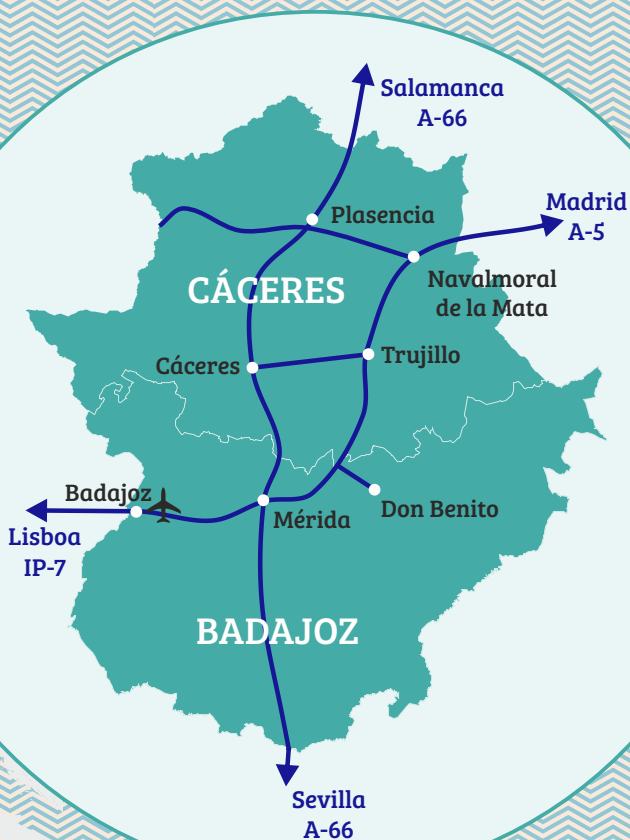 Salamanca
A-66
Madrid
A-5
Plasencia
Navalmoral
de la Mata
CÁCERES
Cáceres
Trujillo
Badajoz
Lisboa
IP-7
Mérida
Don Benito
BADAJOZ
Sevilla
A-66